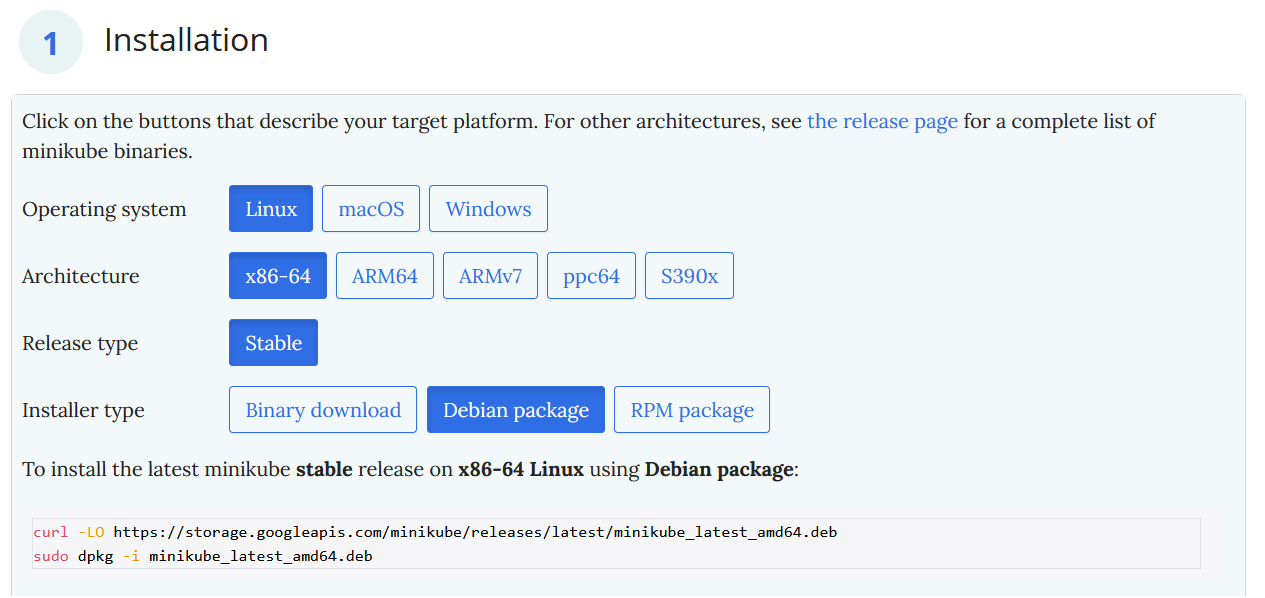 1 Installation
Click on the buttons that describe your target platform. For other architectures, see the release page for a complete list of
minikube binaries.
Operating system Linux macOS Windows
Architecture x86-64 ARM64 ARMv7 ppc64 S390x
Release type Stable
Installer type Binary download Debian package RPM package
To install the latest minikube stable release on x86-64 Linux using Debian package:
curl -LO https://storage.googleapis.com/minikube/releases/latest/minikube_latest_amd64.deb
sudo dpkg -i minikube_latest_amd64.deb